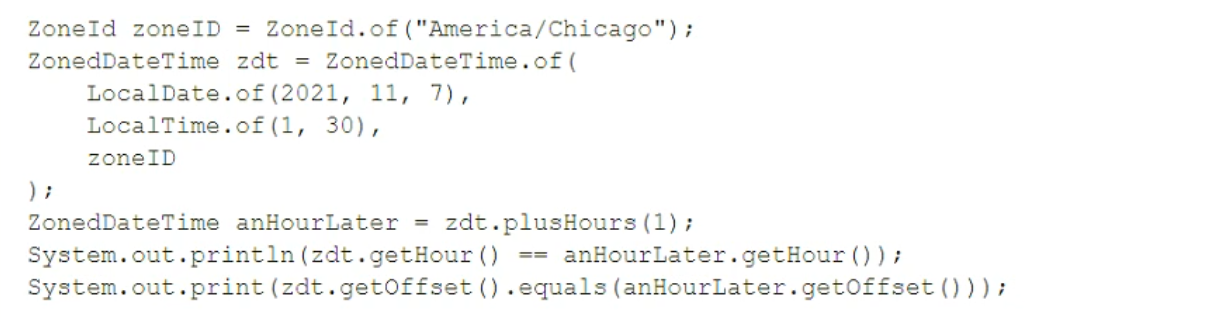 ZoneId zoneID = ZoneId.of("America/Chicago");
ZonedDateTime zdt = ZonedDateTime.of(
    LocalDate.of(2021, 11, 7),
    LocalTime.of(1, 30),
    zoneID
);
ZonedDateTime anHourLater = zdt.plusHours(1);
System.out.println(zdt.getHour() == anHourLater.getHour());
System.out.print(zdt.getOffset().equals(anHourLater.getOffset()));